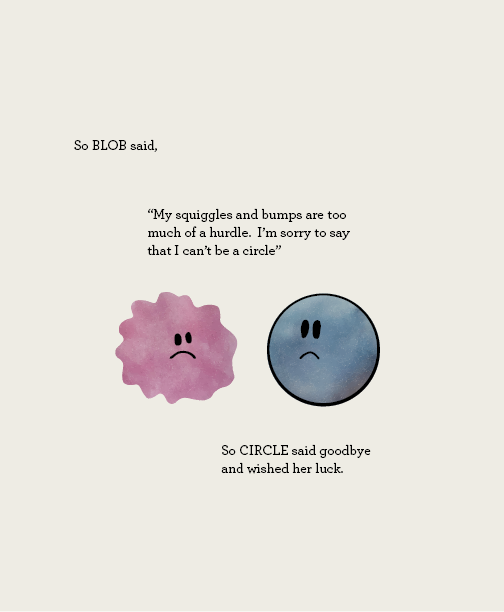 So BLOB said,
“My squiggles and bumps are too
much of a hurdle.  I’m sorry to say
that I can’t be a circle”
So CIRCLE said goodbye
and wished her luck.